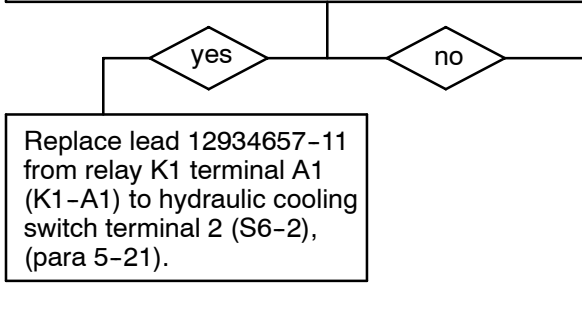 yes
no
Replace lead 12934657-11
from relay K1 terminal A1
(K1-A1) to hydraulic cooling
switch terminal 2 (S6-2),
(para 5-21).